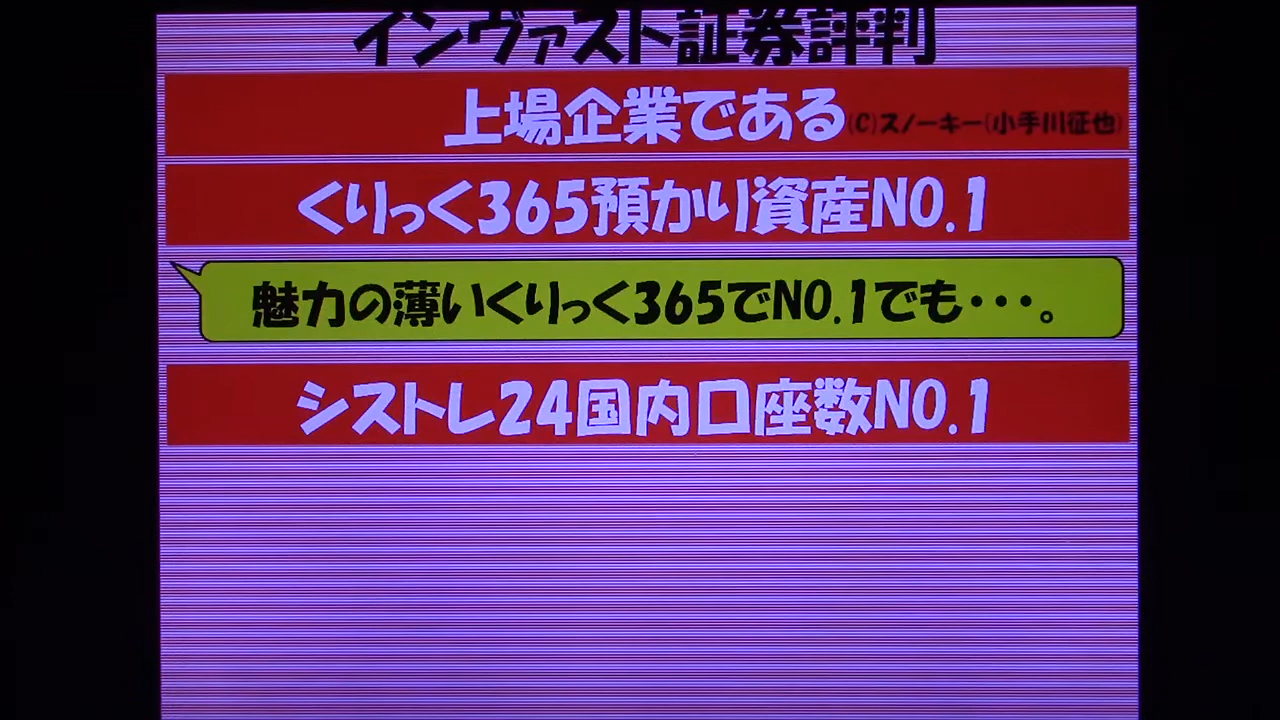 インヴァスト証券評判
上場企業である
(C)スノーキー(小手川征也)
くりっく365預かり資産NO.1
魅力の薄いくりっく365でNO.1でも・・・。
シストレ24国内口座数NO.1